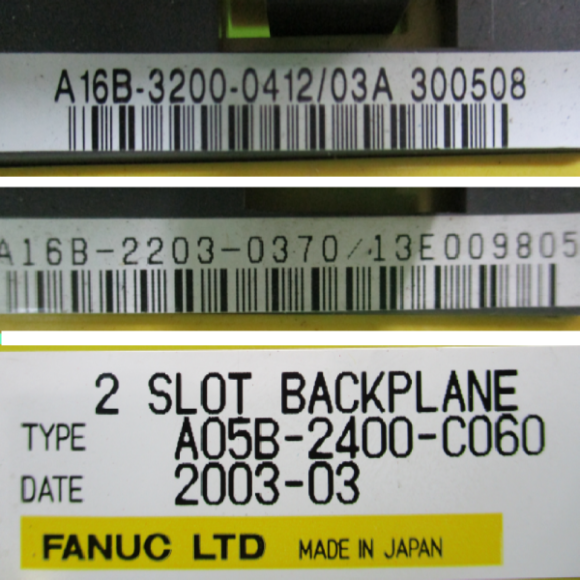 A16B-3200-0412/03A 300508
A16B-2203-0370/13E009805
2 SLOT BACKPLANE
TYPE A05B-2400-C060
DATE 2003-03
FANUC LTD MADE IN JAPAN